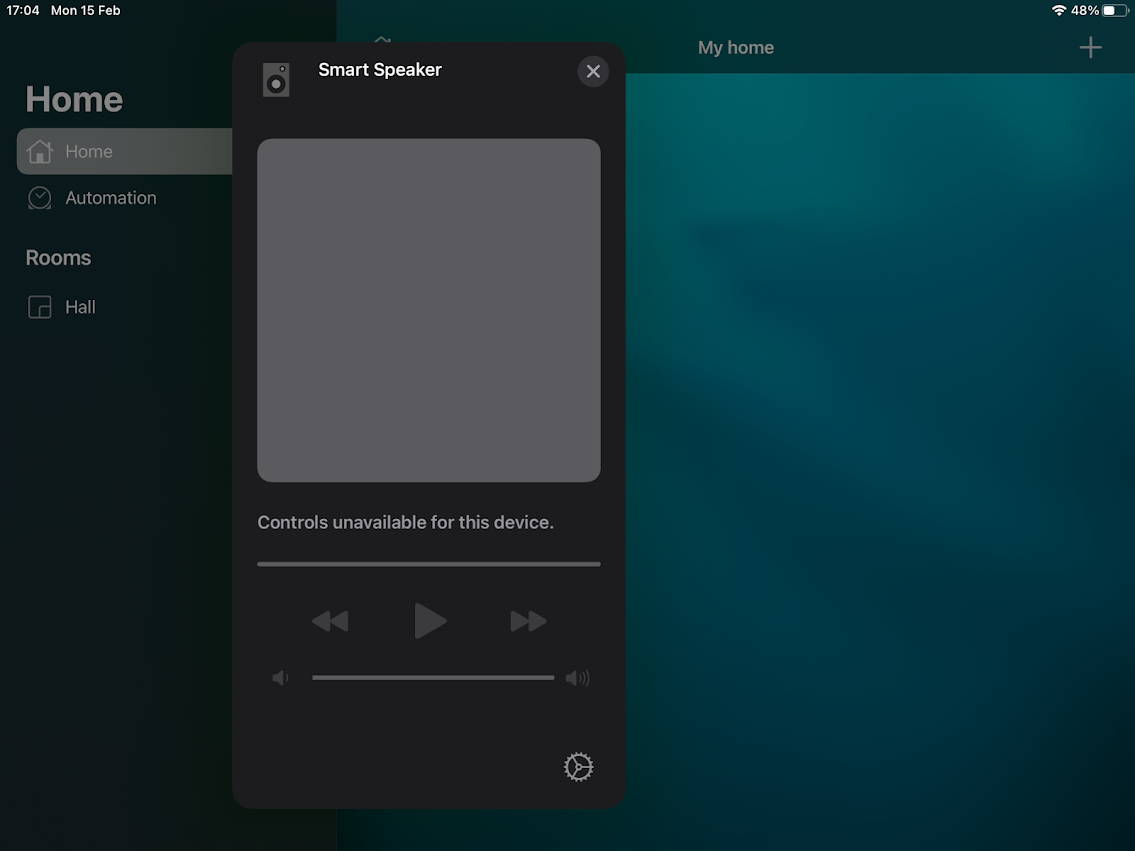 17:04 Mon 15 Feb
48%
Home
Home
Automation
Rooms
Hall
My home
Smart Speaker
Controls unavailable for this device.